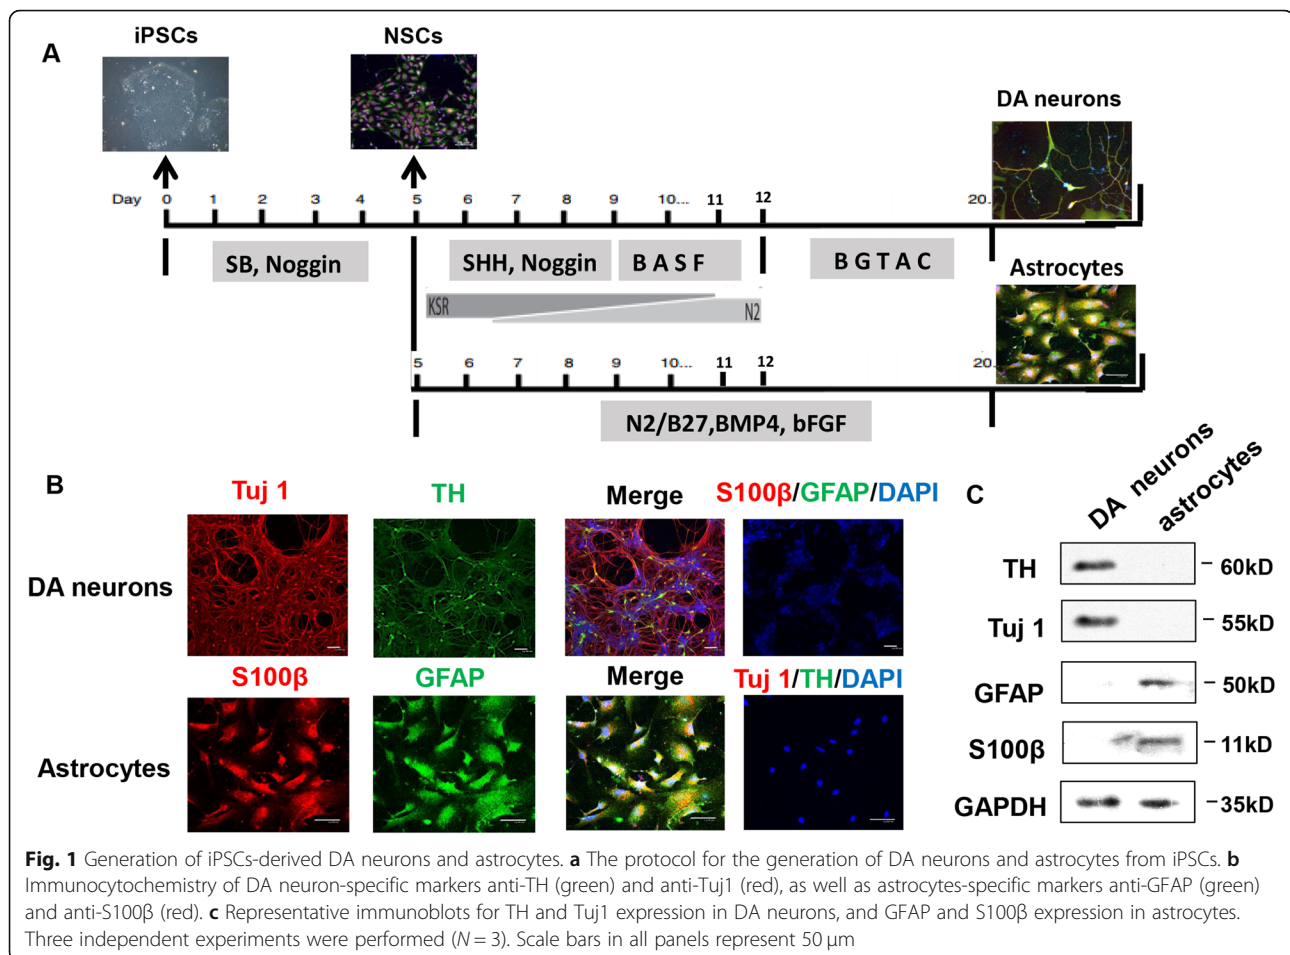 A
iPSCs
NSCs
DA neurons
Day 0 1 2 3 4 5 6 7 8 9 10... 11 12 20..
SB, Noggin
SHH, Noggin
B A S F
B G T A C
Astrocytes
KSR
N2
5 6 7 8 9 10... 11 12 20..
N2/B27,BMP4, bFGF
B
Tuj 1
TH
Merge
S100β/GFAP/DAPI
DA neurons
S100β
GFAP
Merge
Tuj 1/TH/DAPI
Astrocytes
C
DA neurons
astrocytes
TH
60kD
Tuj 1
55kD
GFAP
50kD
S100β
11kD
GAPDH
35kD
Fig. 1 Generation of iPSCs-derived DA neurons and astrocytes. a The protocol for the generation of DA neurons and astrocytes from iPSCs. b
Immunocytochemistry of DA neuron-specific markers anti-TH (green) and anti-Tuj1 (red), as well as astrocytes-specific markers anti-GFAP (green)
and anti-S100β (red). c Representative immunoblots for TH and Tuj1 expression in DA neurons, and GFAP and S100β expression in astrocytes.
Three independent experiments were performed (N = 3). Scale bars in all panels represent 50 μm